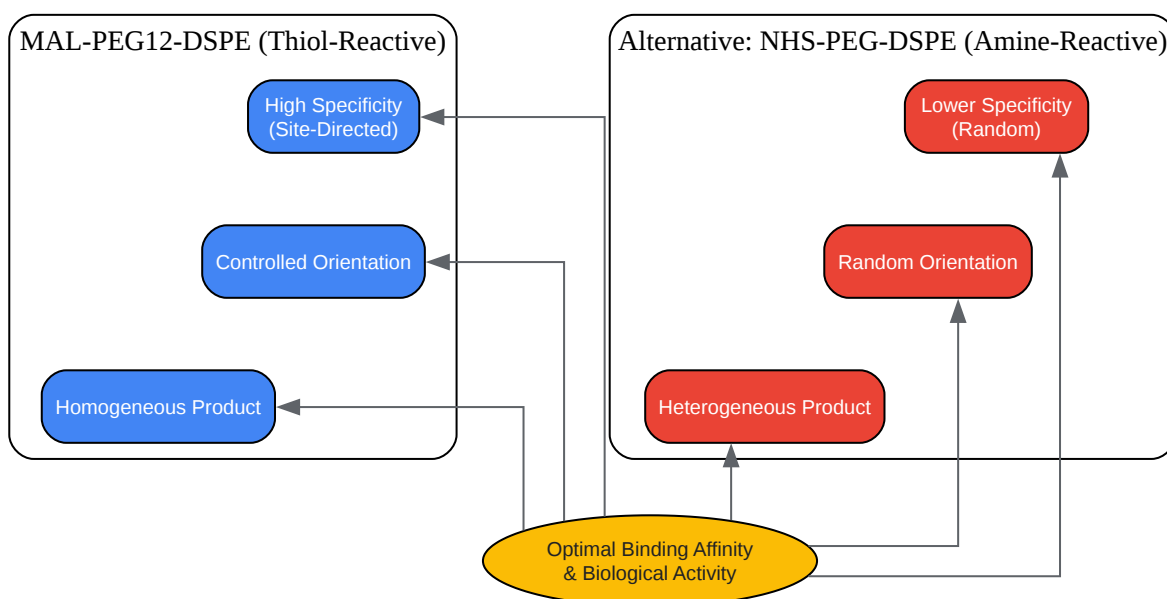 MAL-PEG12-DSPE (Thiol-Reactive)
High Specificity
(Site-Directed)
Controlled Orientation
Homogeneous Product
Alternative: NHS-PEG-DSPE (Amine-Reactive)
Lower Specificity
(Random)
Random Orientation
Heterogeneous Product
Optimal Binding Affinity
& Biological Activity